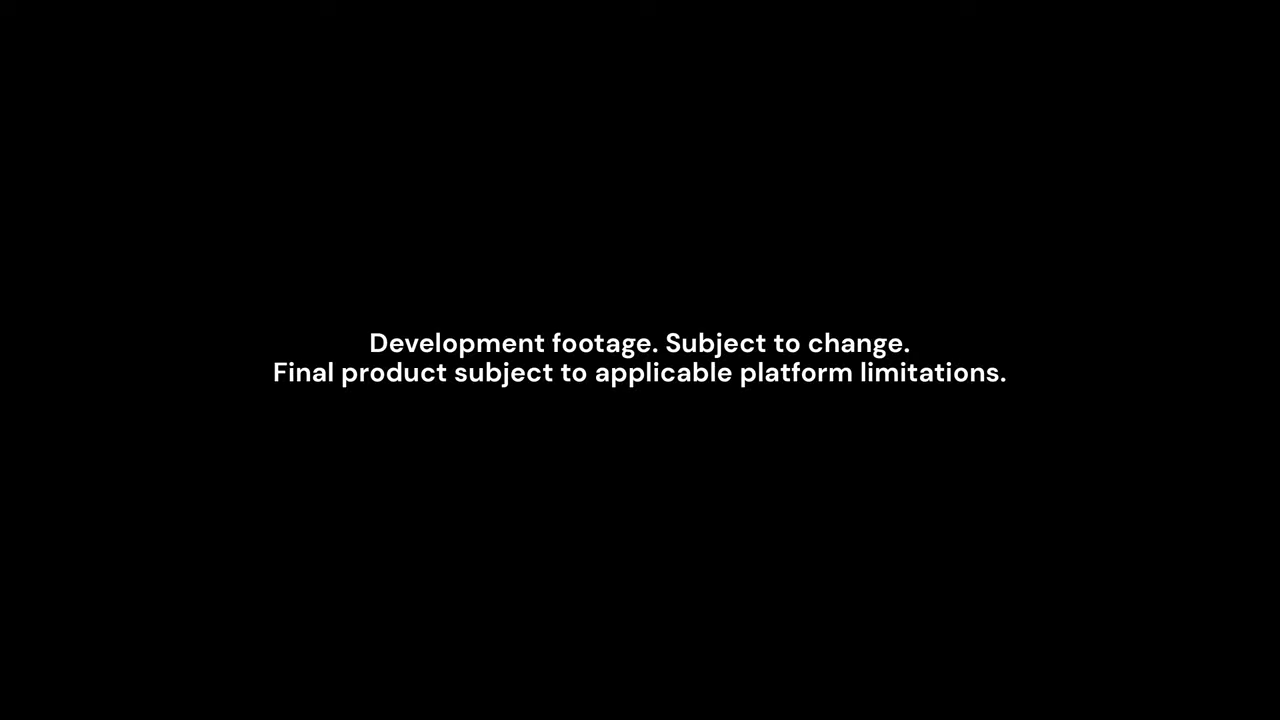 Development footage. Subject to change.
Final product subject to applicable platform limitations.